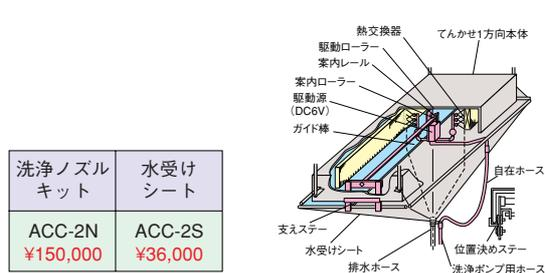 洗浄ノズル
キット
水受け
シート
ACC-2N
¥150,000
ACC-2S
¥36,000
熱交換器
てんかせ1方向本体
駆動ローラー
案内レール
案内ローラー
駆動源
(DC6V)
ガイド棒
自在ホース
支えステー
水受けシート
排水ホース
位置決めステー
洗浄ポンプ用ホース